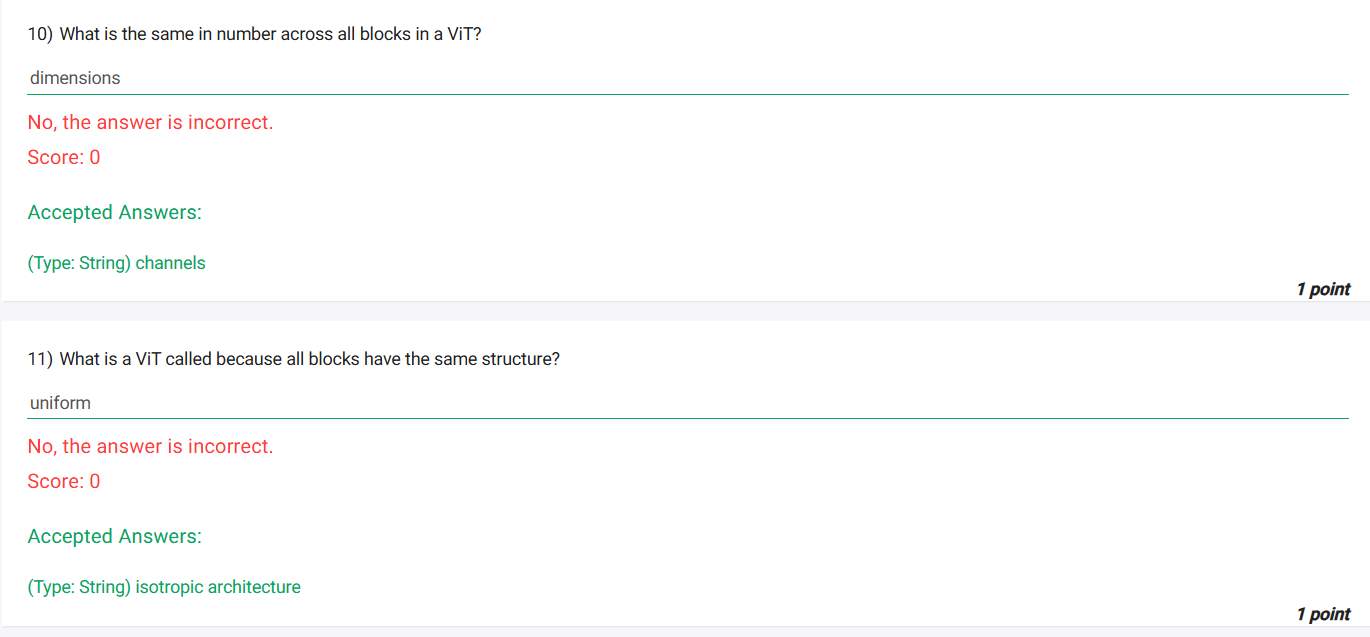 10) What is the same in number across all blocks in a ViT?
dimensions
No, the answer is incorrect.
Score: 0
Accepted Answers:
(Type: String) channels
1 point
11) What is a ViT called because all blocks have the same structure?
uniform
No, the answer is incorrect.
Score: 0
Accepted Answers:
(Type: String) isotropic architecture
1 point